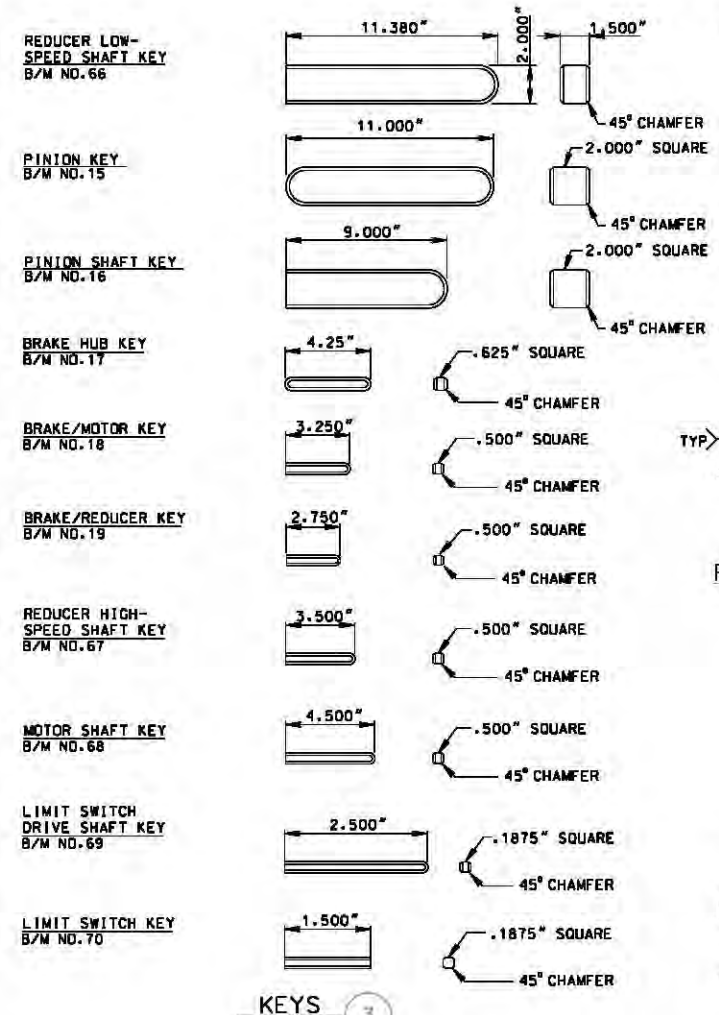 REDUCER LOW-
SPEED SHAFT KEY
B/M NO.66
11.380"
2.000"
1.500"
45° CHAMFER
PINION KEY
B/M NO.15
11.000"
2.000" SQUARE
45° CHAMFER
PINION SHAFT KEY
B/M NO.16
9.000"
2.000" SQUARE
45° CHAMFER
BRAKE HUB KEY
B/M NO.17
4.25"
.625" SQUARE
45° CHAMFER
BRAKE/MOTOR KEY
B/M NO.18
3.250"
.500" SQUARE
45° CHAMFER
TYP
BRAKE/REDUCER KEY
B/M NO.19
2.750"
.500" SQUARE
45° CHAMFER
REDUCER HIGH-
SPEED SHAFT KEY
B/M NO.67
3.500"
.500" SQUARE
45° CHAMFER
MOTOR SHAFT KEY
B/M NO.68
4.500"
.500" SQUARE
45° CHAMFER
LIMIT SWITCH
DRIVE SHAFT KEY
B/M NO.69
2.500"
.1875" SQUARE
45° CHAMFER
LIMIT SWITCH KEY
B/M NO.70
1.500"
.1875" SQUARE
45° CHAMFER
KEYS